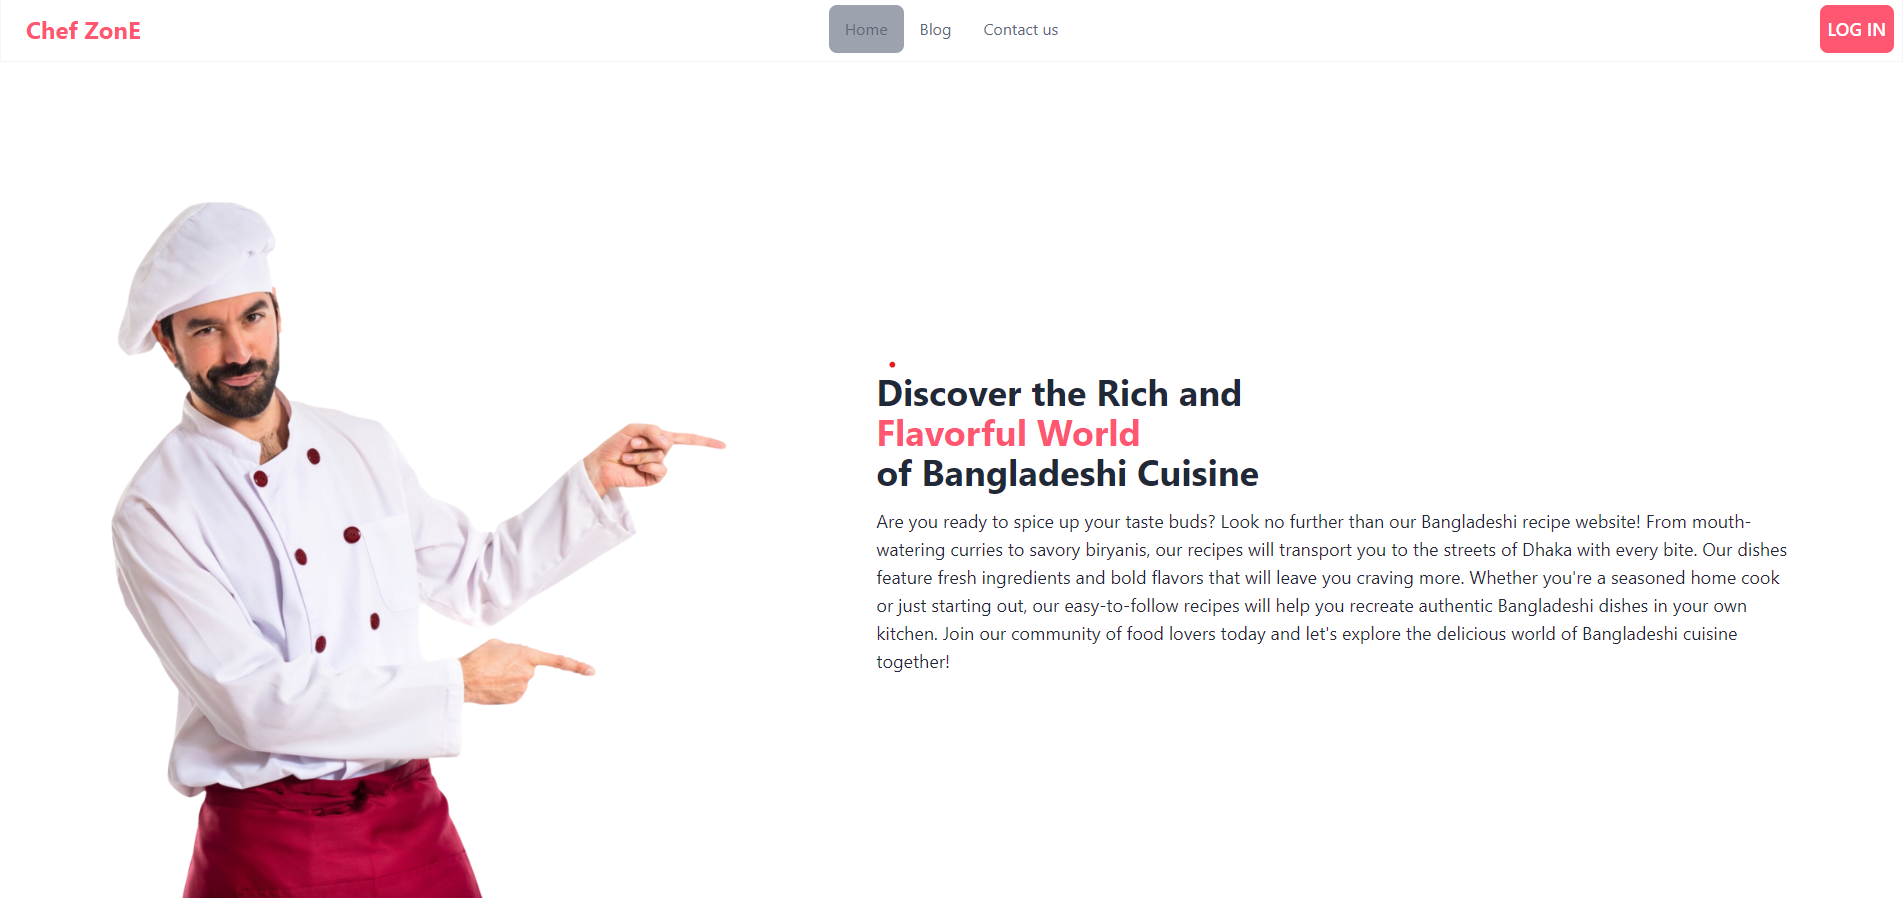 Chef ZonE
Home
Blog
Contact us
LOG IN
Discover the Rich and
Flavorful World
of Bangladeshi Cuisine
Are you ready to spice up your taste buds? Look no further than our Bangladeshi recipe website! From mouth-
watering curries to savory biryanis, our recipes will transport you to the streets of Dhaka with every bite. Our dishes
feature fresh ingredients and bold flavors that will leave you craving more. Whether you're a seasoned home cook
or just starting out, our easy-to-follow recipes will help you recreate authentic Bangladeshi dishes in your own
kitchen. Join our community of food lovers today and let's explore the delicious world of Bangladeshi cuisine
together!